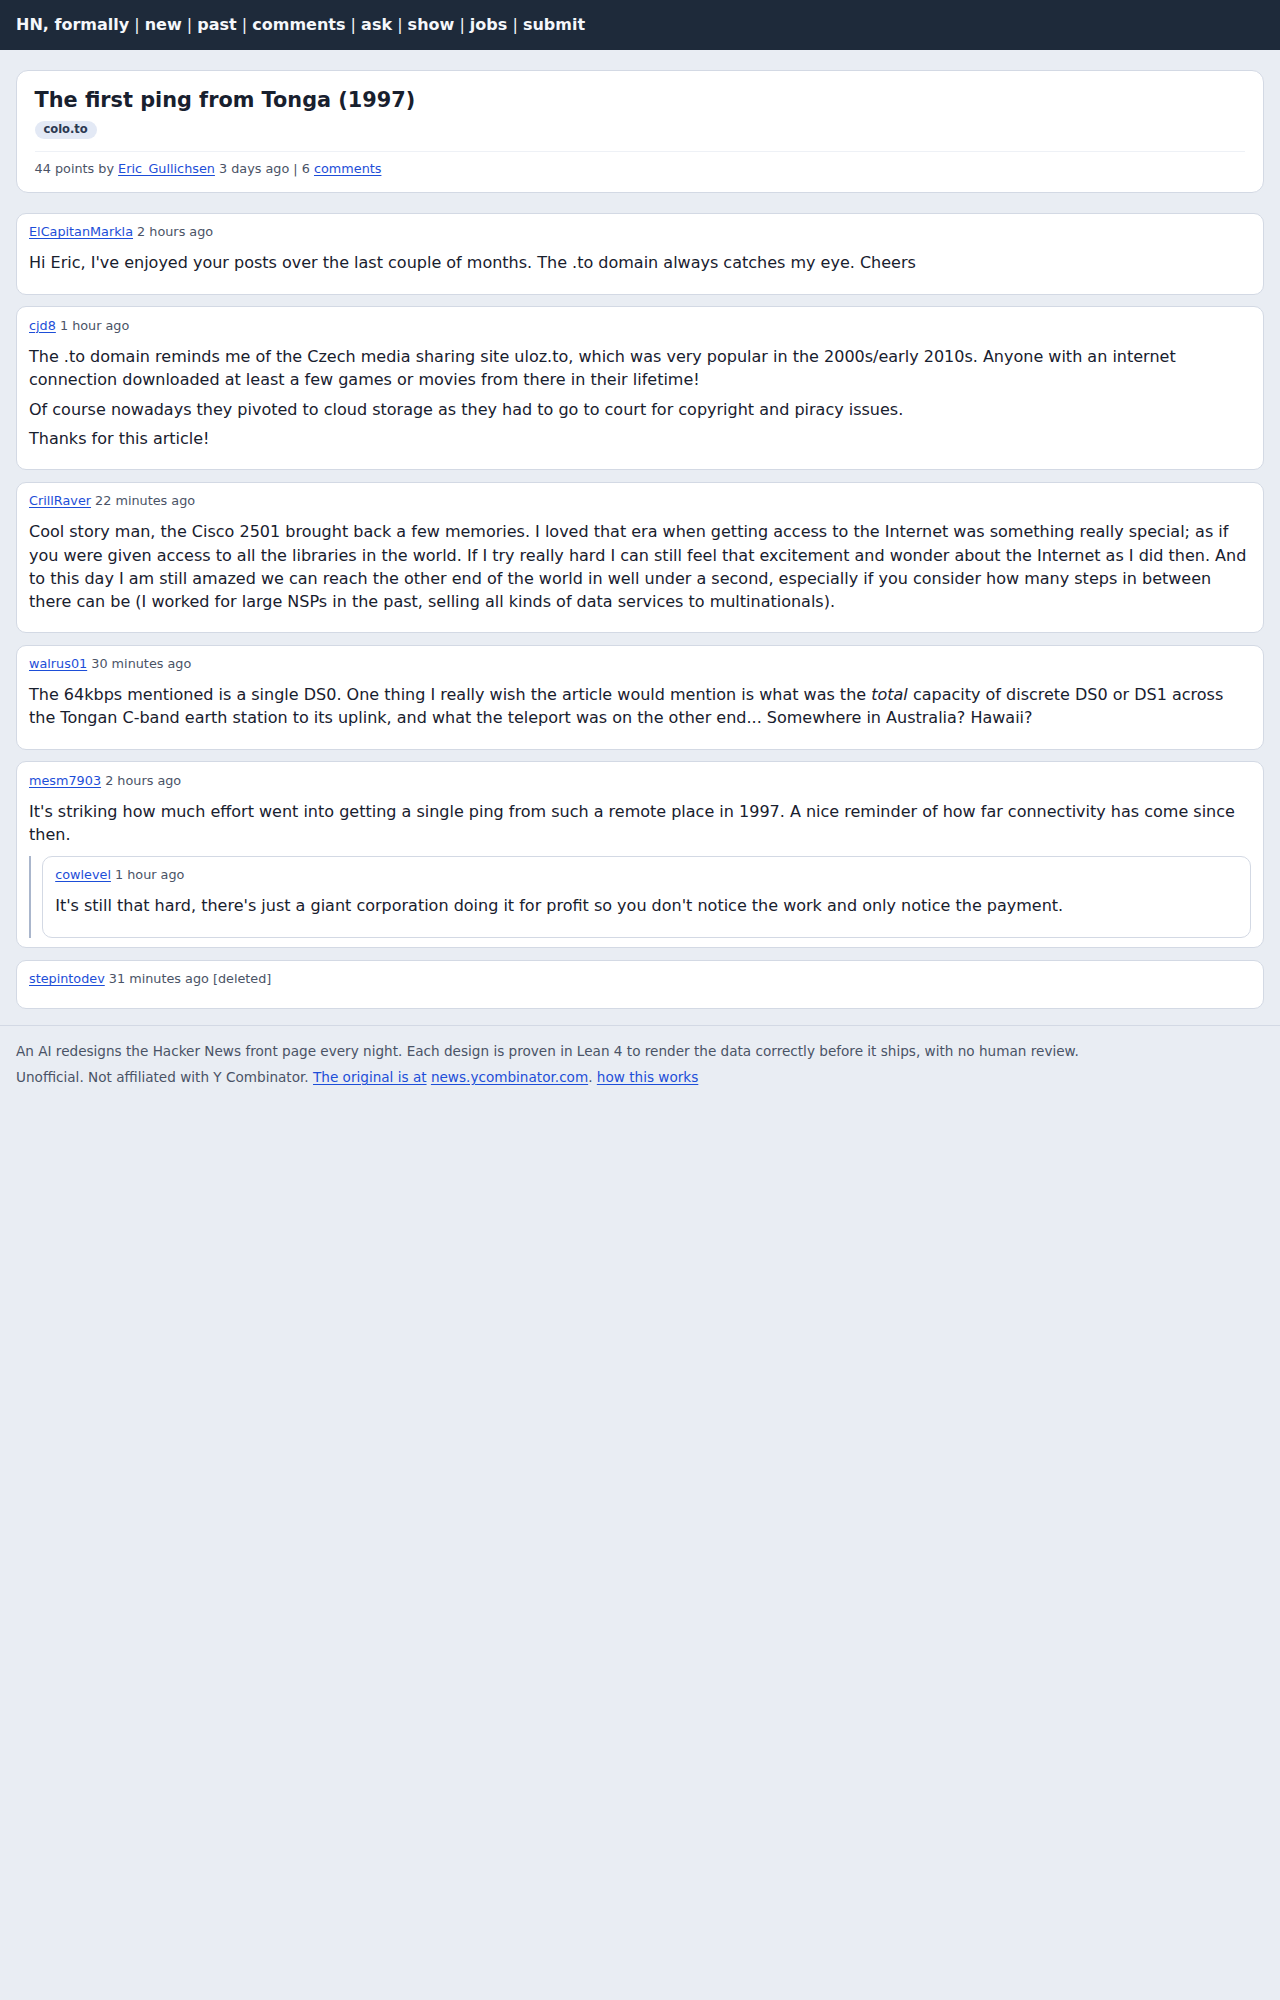 HN, formally | new | past | comments | ask | show | jobs | submit
The first ping from Tonga (1997)
colo.to
44 points by Eric_Gullichsen 3 days ago | 6 comments
ElCapitanMarkla 2 hours ago
Hi Eric, I've enjoyed your posts over the last couple of months. The .to domain always catches my eye. Cheers
cjd8 1 hour ago
The .to domain reminds me of the Czech media sharing site uloz.to, which was very popular in the 2000s/early 2010s. Anyone with an internet
connection downloaded at least a few games or movies from there in their lifetime!
Of course nowadays they pivoted to cloud storage as they had to go to court for copyright and piracy issues.
Thanks for this article!
CrillRaver 22 minutes ago
Cool story man, the Cisco 2501 brought back a few memories. I loved that era when getting access to the Internet was something really special; as if
you were given access to all the libraries in the world. If I try really hard I can still feel that excitement and wonder about the Internet as I did then. And
to this day I am still amazed we can reach the other end of the world in well under a second, especially if you consider how many steps in between
there can be (I worked for large NSPs in the past, selling all kinds of data services to multinationals).
walrus01 30 minutes ago
The 64kbps mentioned is a single DS0. One thing I really wish the article would mention is what was the total capacity of discrete DS0 or DS1 across
the Tongan C-band earth station to its uplink, and what the teleport was on the other end... Somewhere in Australia? Hawaii?
mesm7903 2 hours ago
It's striking how much effort went into getting a single ping from such a remote place in 1997. A nice reminder of how far connectivity has come since
then.
cowlevel 1 hour ago
It's still that hard, there's just a giant corporation doing it for profit so you don't notice the work and only notice the payment.
stepintodev 31 minutes ago [deleted]
An AI redesigns the Hacker News front page every night. Each design is proven in Lean 4 to render the data correctly before it ships, with no human review.
Unofficial. Not affiliated with Y Combinator. The original is at news.ycombinator.com. how this works